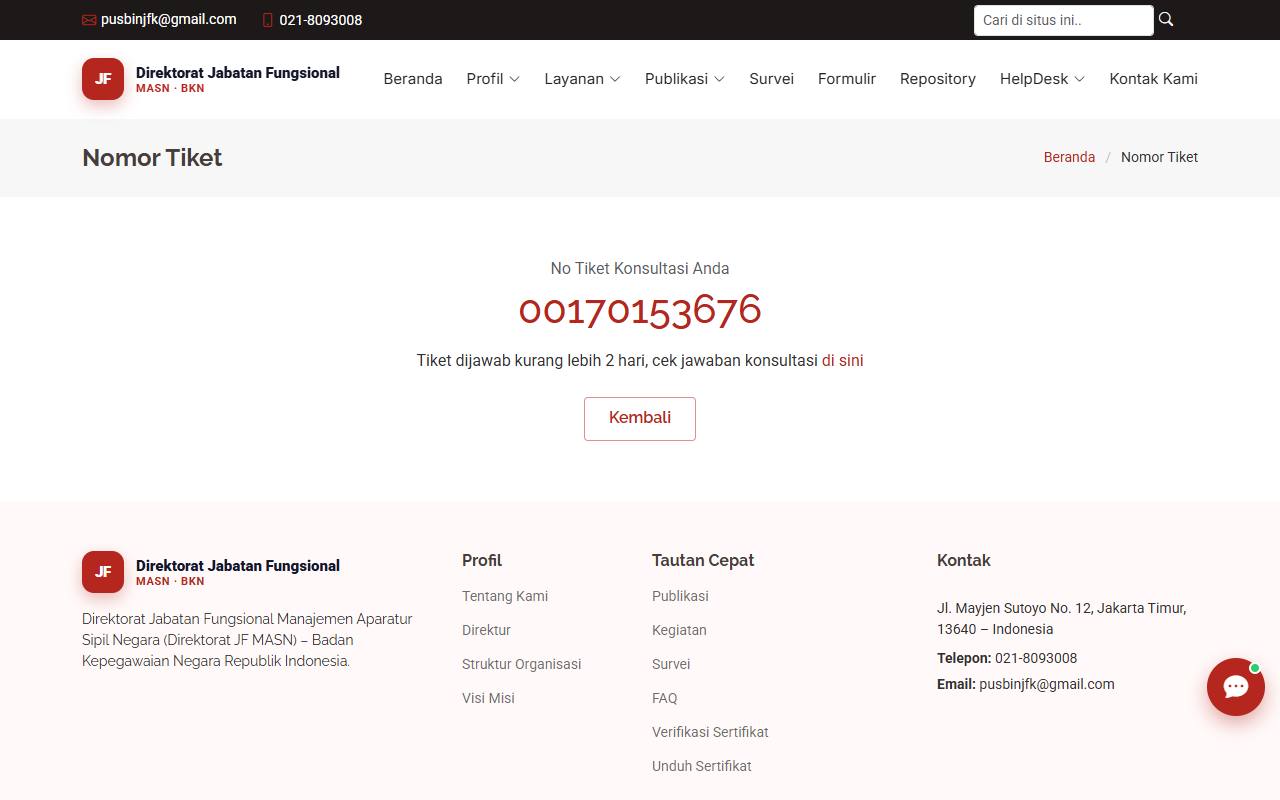 pusbinjfk@gmail.com 021-8093008 Cari di situs ini..
JF Direktorat Jabatan Fungsional
MASN · BKN
Beranda Profil Layanan Publikasi Survei Formulir Repository HelpDesk Kontak Kami
Nomor Tiket
Beranda / Nomor Tiket
No Tiket Konsultasi Anda
00170153676
Tiket dijawab kurang lebih 2 hari, cek jawaban konsultasi di sini
Kembali
JF Direktorat Jabatan Fungsional
MASN · BKN
Direktorat Jabatan Fungsional Manajemen Aparatur
Sipil Negara (Direktorat JF MASN) – Badan
Kepegawaian Negara Republik Indonesia.
Profil
Tentang Kami
Direktur
Struktur Organisasi
Visi Misi
Tautan Cepat
Publikasi
Kegiatan
Survei
FAQ
Verifikasi Sertifikat
Unduh Sertifikat
Kontak
Jl. Mayjen Sutoyo No. 12, Jakarta Timur,
13640 – Indonesia
Telepon: 021-8093008
Email: pusbinjfk@gmail.com